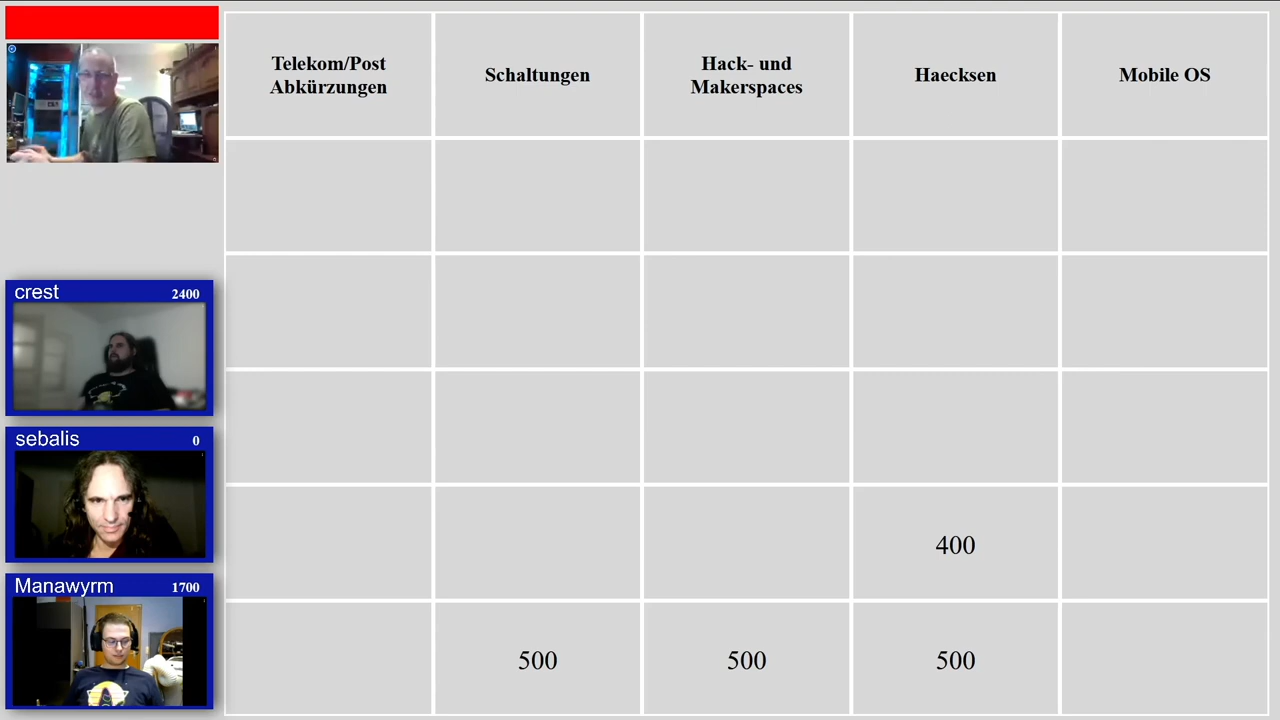 Telekom/Post
Abkürzungen
Schaltungen
Hack- und
Makerspaces
Haecksen
Mobile OS
crest
2400
sebalis
0
Manawyrm
1700
400
500
500
500